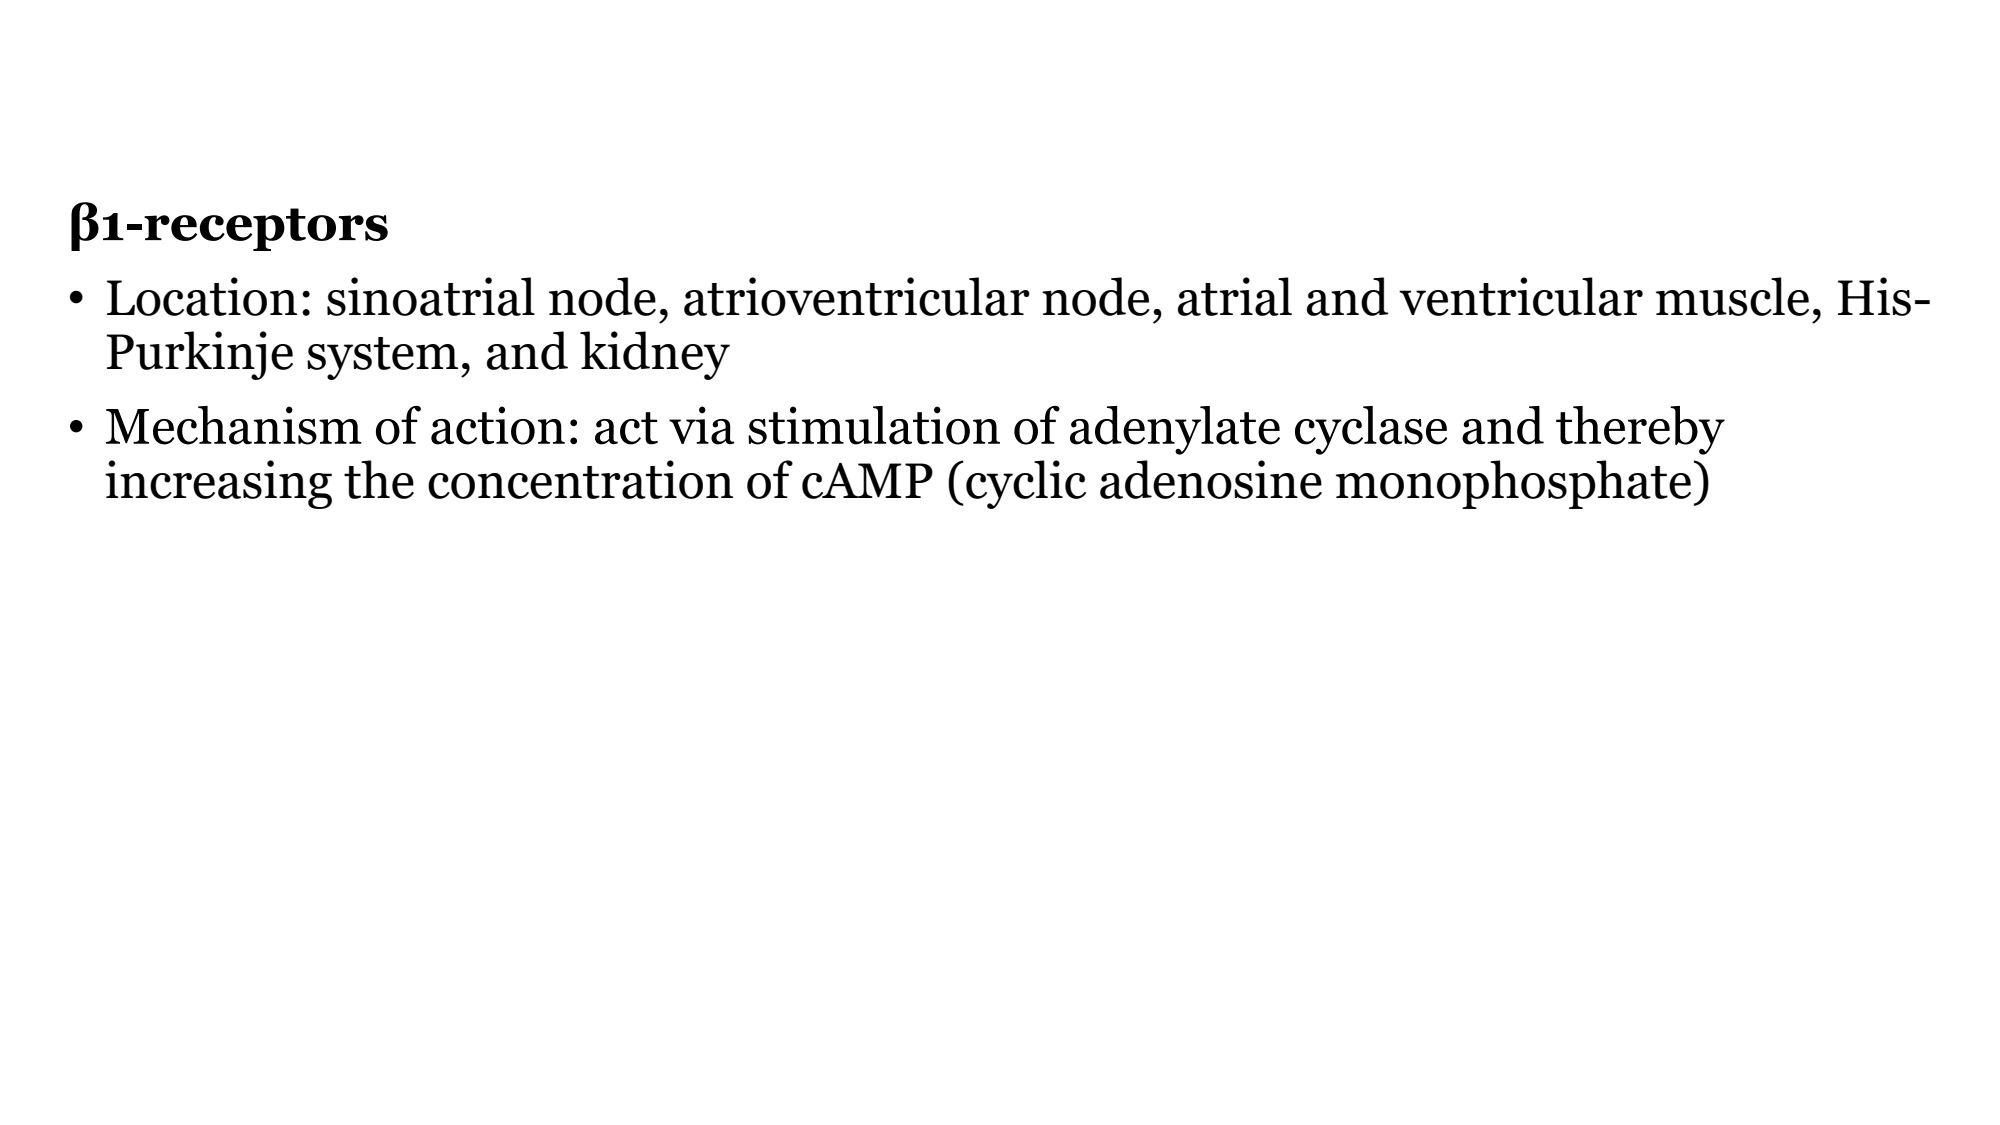 β1-receptors
• Location: sinoatrial node, atrioventricular node, atrial and ventricular muscle, His-
Purkinje system, and kidney
• Mechanism of action: act via stimulation of adenylate cyclase and thereby
increasing the concentration of cAMP (cyclic adenosine monophosphate)